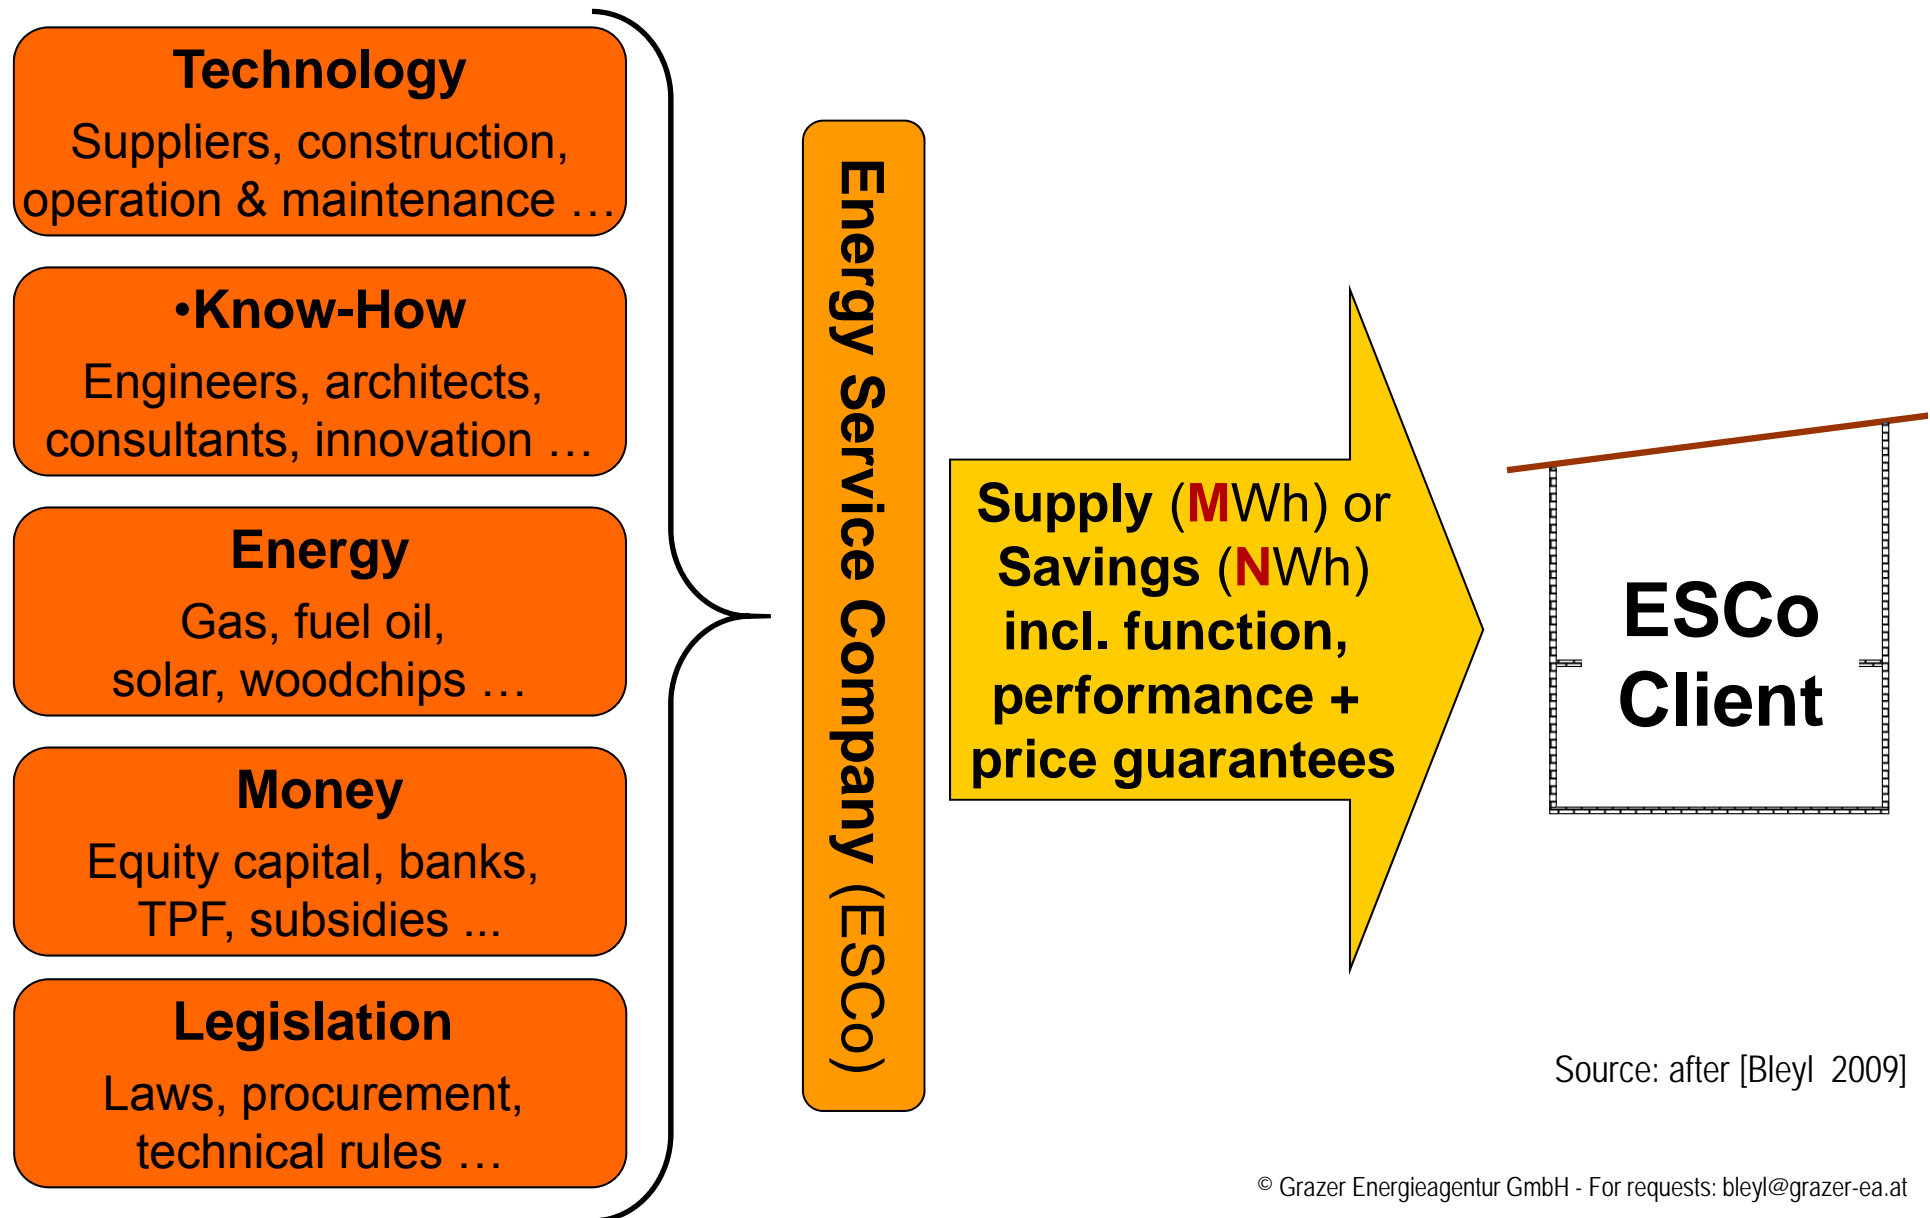 Technology
Suppliers, construction,
operation & maintenance …
•Know-How
Engineers, architects,
consultants, innovation …
Energy
Gas, fuel oil,
solar, woodchips …
Money
Equity capital, banks,
TPF, subsidies ...
Legislation
Laws, procurement,
technical rules …
Energy Service Company (ESCo)
Supply (MWh) or
Savings (NWh)
incl. function,
performance +
price guarantees
ESCo
Client
Source: after [Bleyl 2009]
© Grazer Energieagentur GmbH - For requests: bleyl@grazer-ea.at